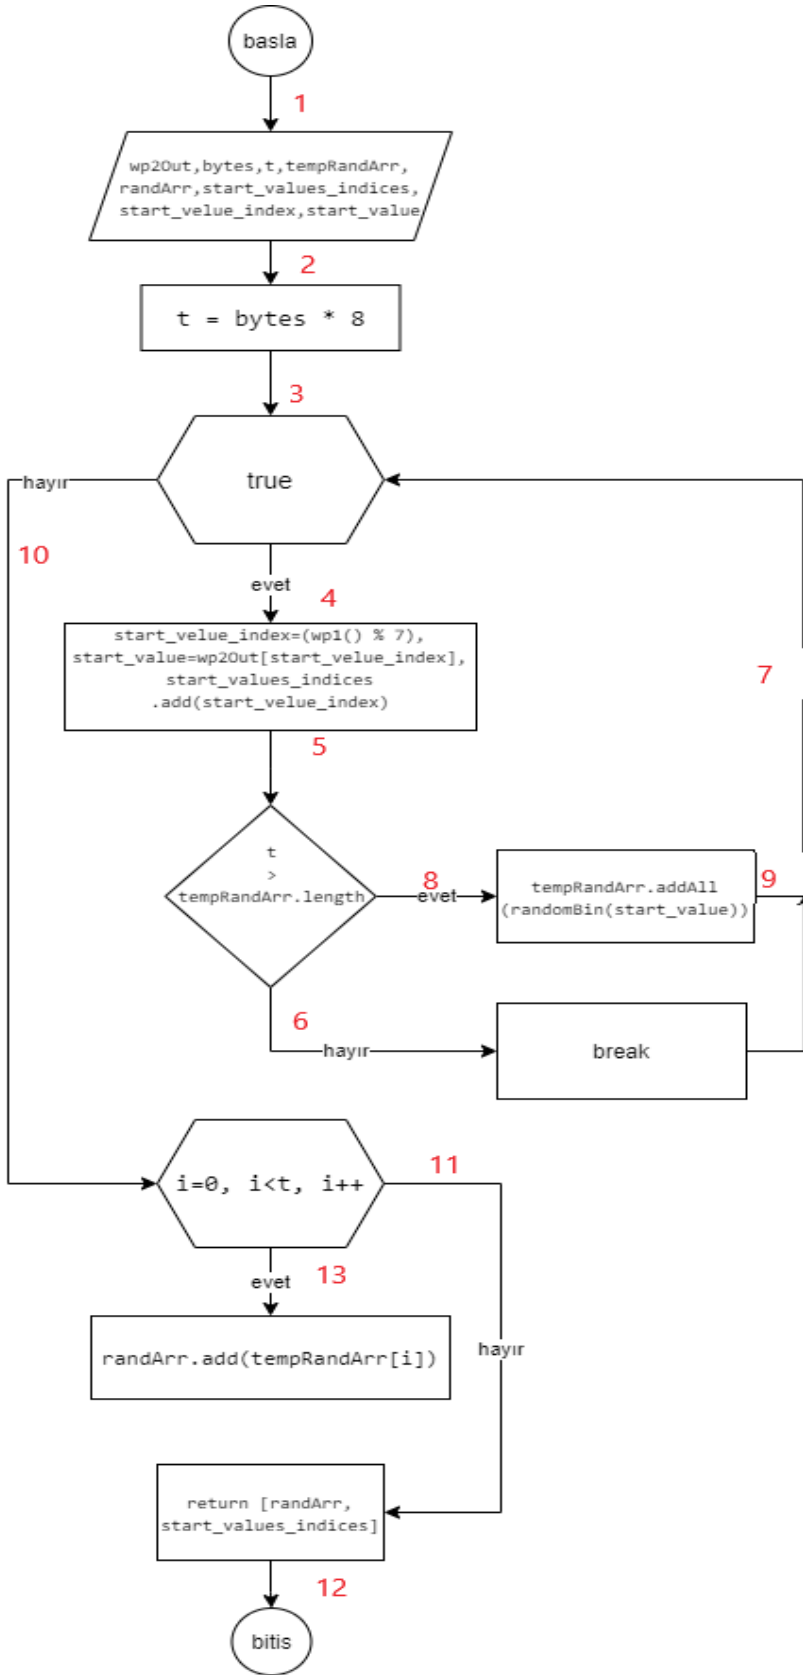 basla
1
wp2Out,bytes,t,tempRandArr,
randArr,start_values_indices,
start_velue_index,start_value
2
t = bytes * 8
3
true
hayır
10
evet
4
start_velue_index=(wp1() % 7),
start_value=wp2Out[start_velue_index],
start_values_indices
.add(start_velue_index)
7
5
t
>
tempRandArr.length
8
evet
tempRandArr.addAll
(randomBin(start_value))
9
6
hayır
break
i=0, i<t, i++
11
evet
13
randArr.add(tempRandArr[i])
hayır
return [randArr,
start_values_indices]
12
bitis